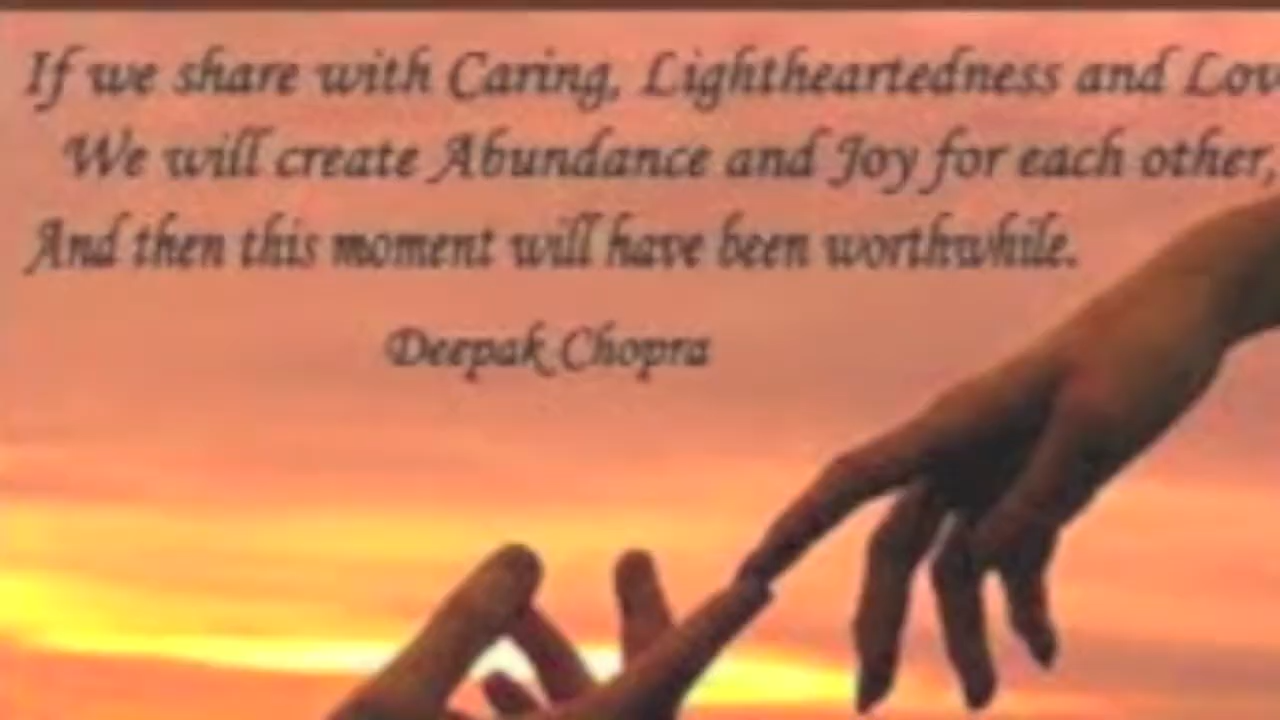 If we share with Caring, Lightheartedness and Lov
We will create Abundance and Joy for each other,
And then this moment will have been worthwhile.
Deepak Chopra